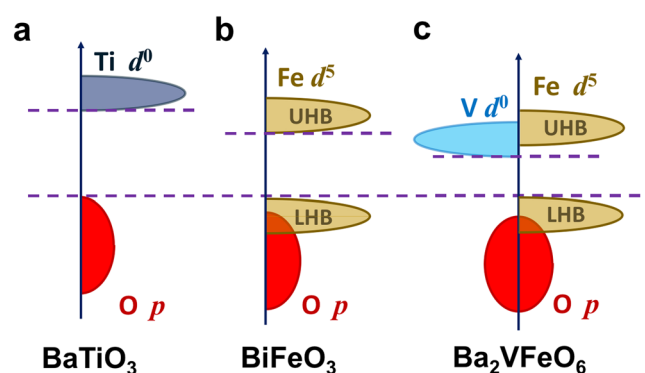 a
Ti d⁰
O p
BaTiO₃
b
Fe d⁵
UHB
LHB
O p
BiFeO₃
c
V d⁰
Fe d⁵
UHB
LHB
O p
Ba₂VFeO₆